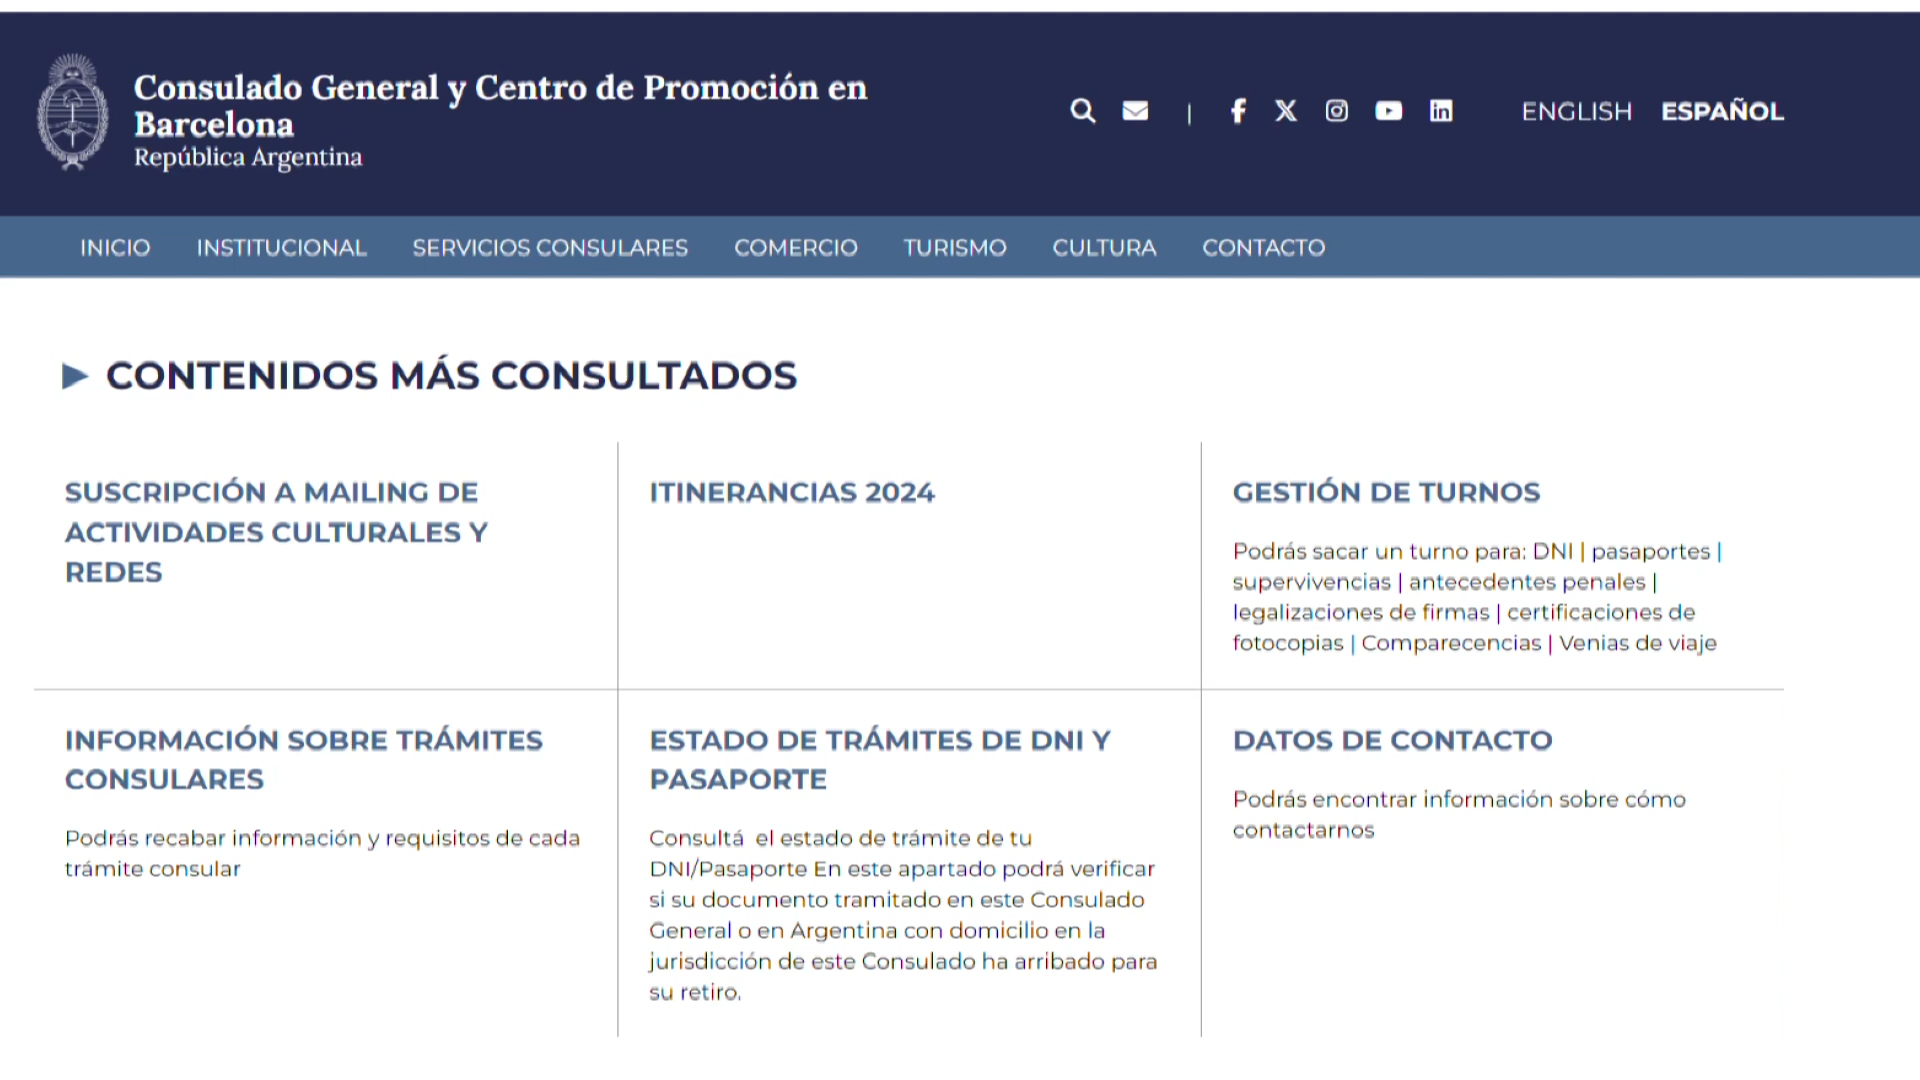 Consulado General y Centro de Promoción en
Barcelona
República Argentina
ENGLISH ESPAÑOL
INICIO INSTITUCIONAL SERVICIOS CONSULARES COMERCIO TURISMO CULTURA CONTACTO
CONTENIDOS MÁS CONSULTADOS
SUSCRIPCIÓN A MAILING DE
ACTIVIDADES CULTURALES Y
REDES
ITINERANCIAS 2024
GESTIÓN DE TURNOS
Podrás sacar un turno para: DNI | pasaportes |
supervivencias | antecedentes penales |
legalizaciones de firmas | certificaciones de
fotocopias | Comparecencias | Venias de viaje
INFORMACIÓN SOBRE TRÁMITES
CONSULARES
Podrás recabar información y requisitos de cada
trámite consular
ESTADO DE TRÁMITES DE DNI Y
PASAPORTE
Consultá el estado de trámite de tu
DNI/Pasaporte En este apartado podrá verificar
si su documento tramitado en este Consulado
General o en Argentina con domicilio en la
jurisdicción de este Consulado ha arribado para
su retiro.
DATOS DE CONTACTO
Podrás encontrar información sobre cómo
contactarnos